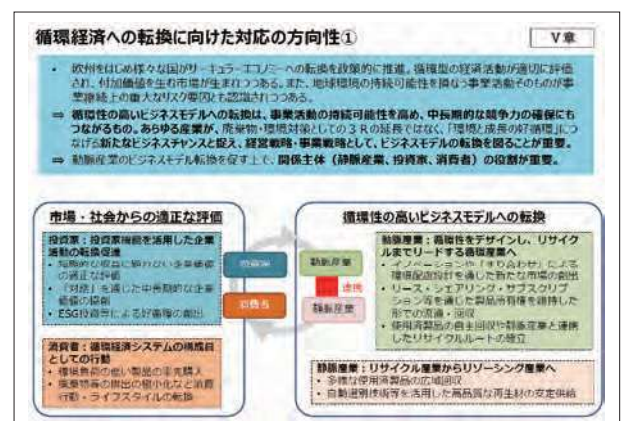 循環経済への転換に向けた対応の方向性①
Ⅴ章
・ 欧州をはじめ様々な国がサーキュラーエコノミーへの転換を政策的に推進。循環型の経済活動が適切に評価
され、付加価値を生む市場が生まれつつある。また、地球環境の持続可能性を損なう事業活動そのものが事
業継続上の重大なリスク要因とも認識されつつある。
⇒ 循環性の高いビジネスモデルへの転換は、事業活動の持続可能性を高め、中長期的な競争力の確保にも
つながるもの。あらゆる産業が、廃棄物・環境対策としての３Rの延長ではなく、「環境と成長の好循環」につ
なげる新たなビジネスチャンスと捉え、経営戦略・事業戦略として、ビジネスモデルの転換を図ることが重要。
⇒ 動脈産業のビジネスモデル転換を促す上で、関係主体（静脈産業、投資家、消費者）の役割が重要。
市場・社会からの適正な評価
投資家：投資家機能を活用した企業
活動の転換促進
• 短期的な収益に顕れない企業価値
の適正な評価
• 「対話」を通じた中長期的な企業
価値の協創
• ESG投資等による好循環の創出
消費者：循環経済システムの構成員
としての行動
• 環境負荷の低い製品の率先購入
• 廃棄物等の排出の極小化など消費
行動・ライフスタイルの転換
投資家
消費者
循環性の高いビジネスモデルへの転換
動脈産業
連携
静脈産業
動脈産業：循環性をデザインし、リサイク
ルまでリードする循環産業へ
• イノベーションや「すり合わせ」による
環境配慮設計を通じた新たな市場の創出
• リース・シェアリング・サブスクリプ
ション等を通じた製品所有権を維持した
形での流通・回収
• 使用済製品の自主回収や静脈産業と連携
したリサイクルルートの確立
静脈産業：リサイクル産業からリソーシング産業へ
• 多様な使用済製品の広域回収
• 自動選別技術等を活用した高品質な再生材の安定供給